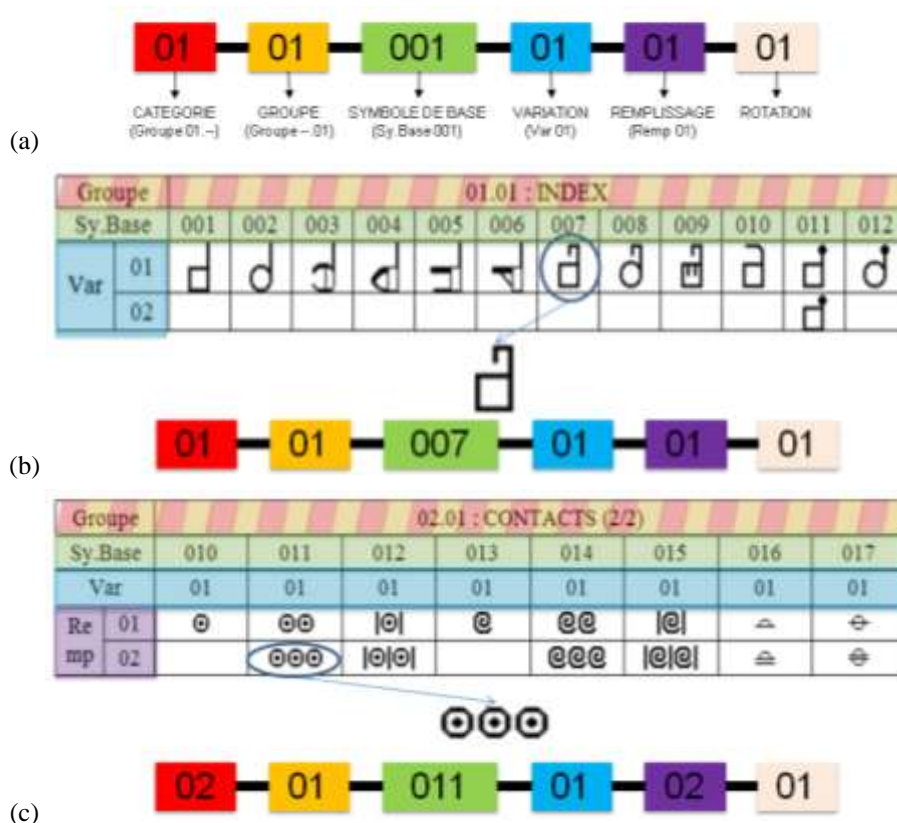 01 01 001 01 01 01
CATEGORIE GROUPE SYMBOLE DE BASE VARIATION REMPLISSAGE ROTATION
(Groupe 01.--) (Groupe --.01) (Sy.Base 001) (Var 01) (Remp 01)
(a)
Groupe 01.01 : INDEX
Sy.Base 001 002 003 004 005 006 007 008 009 010 011 012
Var 01
02
01 01 007 01 01 01
(b)
Groupe 02.01 : CONTACTS (2/2)
Sy.Base 010 011 012 013 014 015 016 017
Var 01 01 01 01 01 01 01 01
Re 01
mp 02
02 01 011 01 02 01
(c)